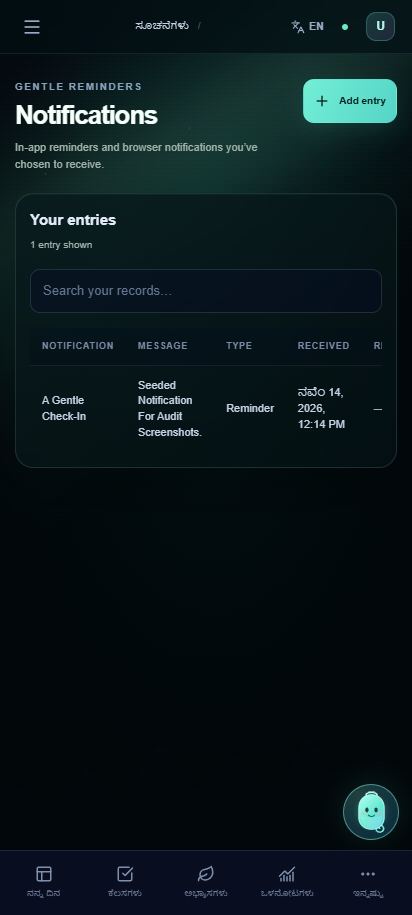 ಸೂಚನೆಗಳು /
EN
U
GENTLE REMINDERS
Notifications
Add entry
In-app reminders and browser notifications you've
chosen to receive.
Your entries
1 entry shown
Search your records...
NOTIFICATION MESSAGE TYPE RECEIVED
A Gentle
Check-In
Seeded
Notification
For Audit
Screenshots.
Reminder
ನವೆಂ 14,
2026,
12:14 PM
—
ನನ್ನ ದಿನ
ಕೆಲಸಗಳು
ಅಭ್ಯಾಸಗಳು
ಒಳನೋಟಗಳು
ಇನ್ನಷ್ಟು